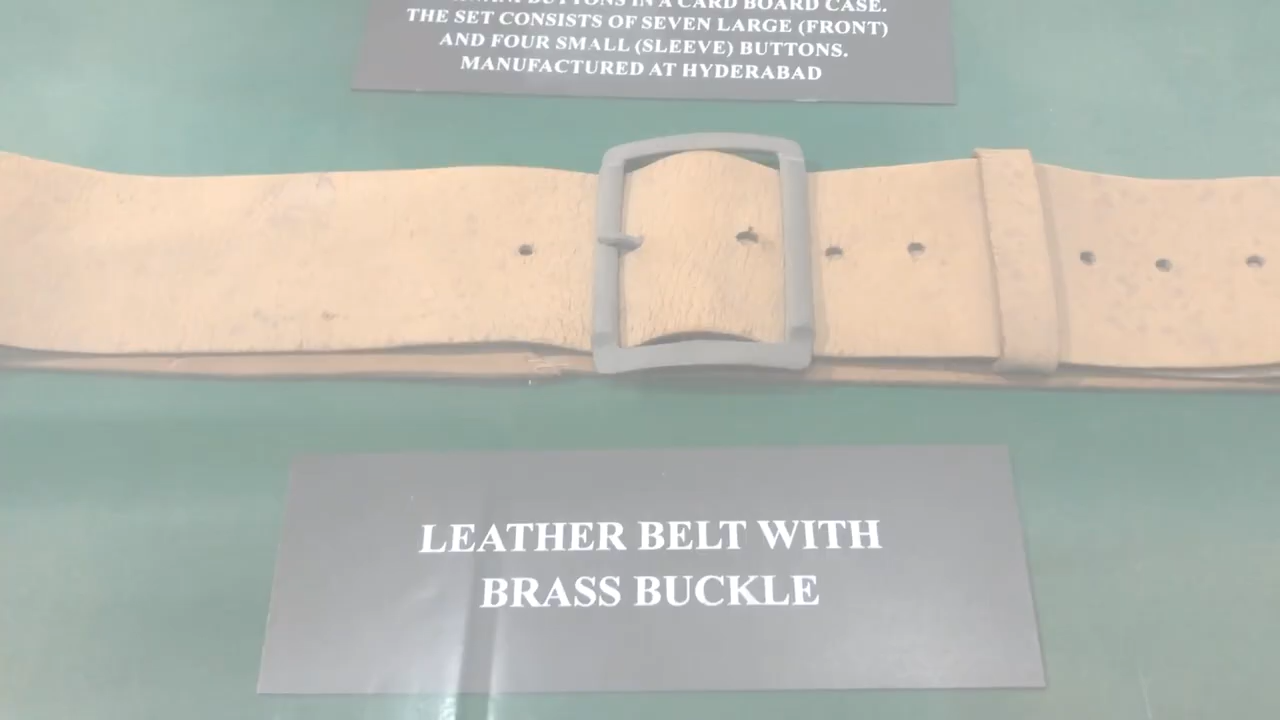 BUTTONS IN A CARD BOARD CASE.
THE SET CONSISTS OF SEVEN LARGE (FRONT)
AND FOUR SMALL (SLEEVE) BUTTONS.
MANUFACTURED AT HYDERABAD
LEATHER BELT WITH
BRASS BUCKLE